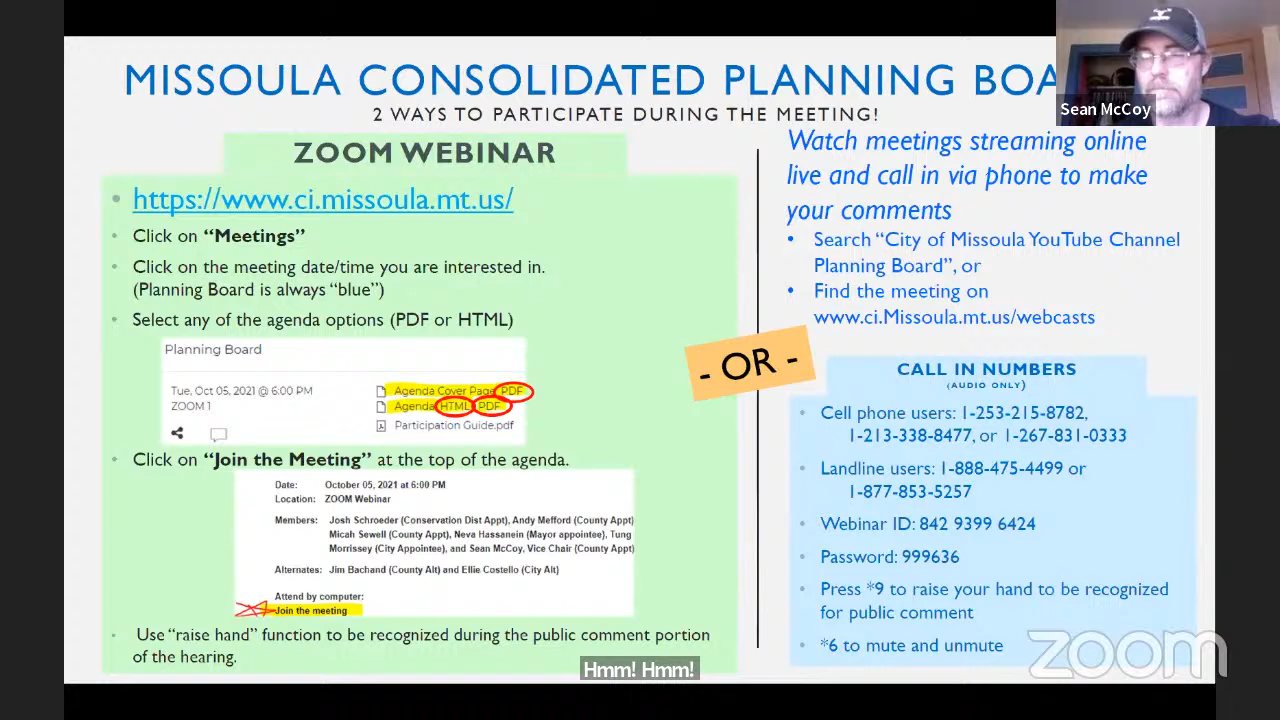 MISSOULA CONSOLIDATED PLANNING BOA
2 WAYS TO PARTICIPATE DURING THE MEETING!
Sean McCoy
ZOOM WEBINAR
https://www.ci.missoula.mt.us/
Click on “Meetings”
Click on the meeting date/time you are interested in.
(Planning Board is always “blue”)
Select any of the agenda options (PDF or HTML)
Planning Board
Tue, Oct 05, 2021 @ 6:00 PM
ZOOM 1
Agenda Cover Page PDF
Agenda HTML PDF
Participation Guide.pdf
Click on “Join the Meeting” at the top of the agenda.
Date: October 05, 2021 at 6:00 PM
Location: ZOOM Webinar
Members: Josh Schroeder (Conservation Dist Appt), Andy Mefford (County Appt)
Micah Sewell (County Appt), Neva Hassanein (Mayor appointee), Tung
Morrissey (City Appointee), and Sean McCoy, Vice Chair (County Appt)
Alternates: Jim Bachand (County Alt) and Ellie Costello (City Alt)
Attend by computer:
Join the meeting
Use “raise hand” function to be recognized during the public comment portion
of the hearing.
- OR -
Watch meetings streaming online
live and call in via phone to make
your comments
Search “City of Missoula YouTube Channel
Planning Board”, or
Find the meeting on
www.ci.Missoula.mt.us/webcasts
CALL IN NUMBERS
(AUDIO ONLY)
Cell phone users: 1-253-215-8782,
1-213-338-8477, or 1-267-831-0333
Landline users: 1-888-475-4499 or
1-877-853-5257
Webinar ID: 842 9399 6424
Password: 999636
Press *9 to raise your hand to be recognized
for public comment
*6 to mute and unmute
zoom
Hmm! Hmm!